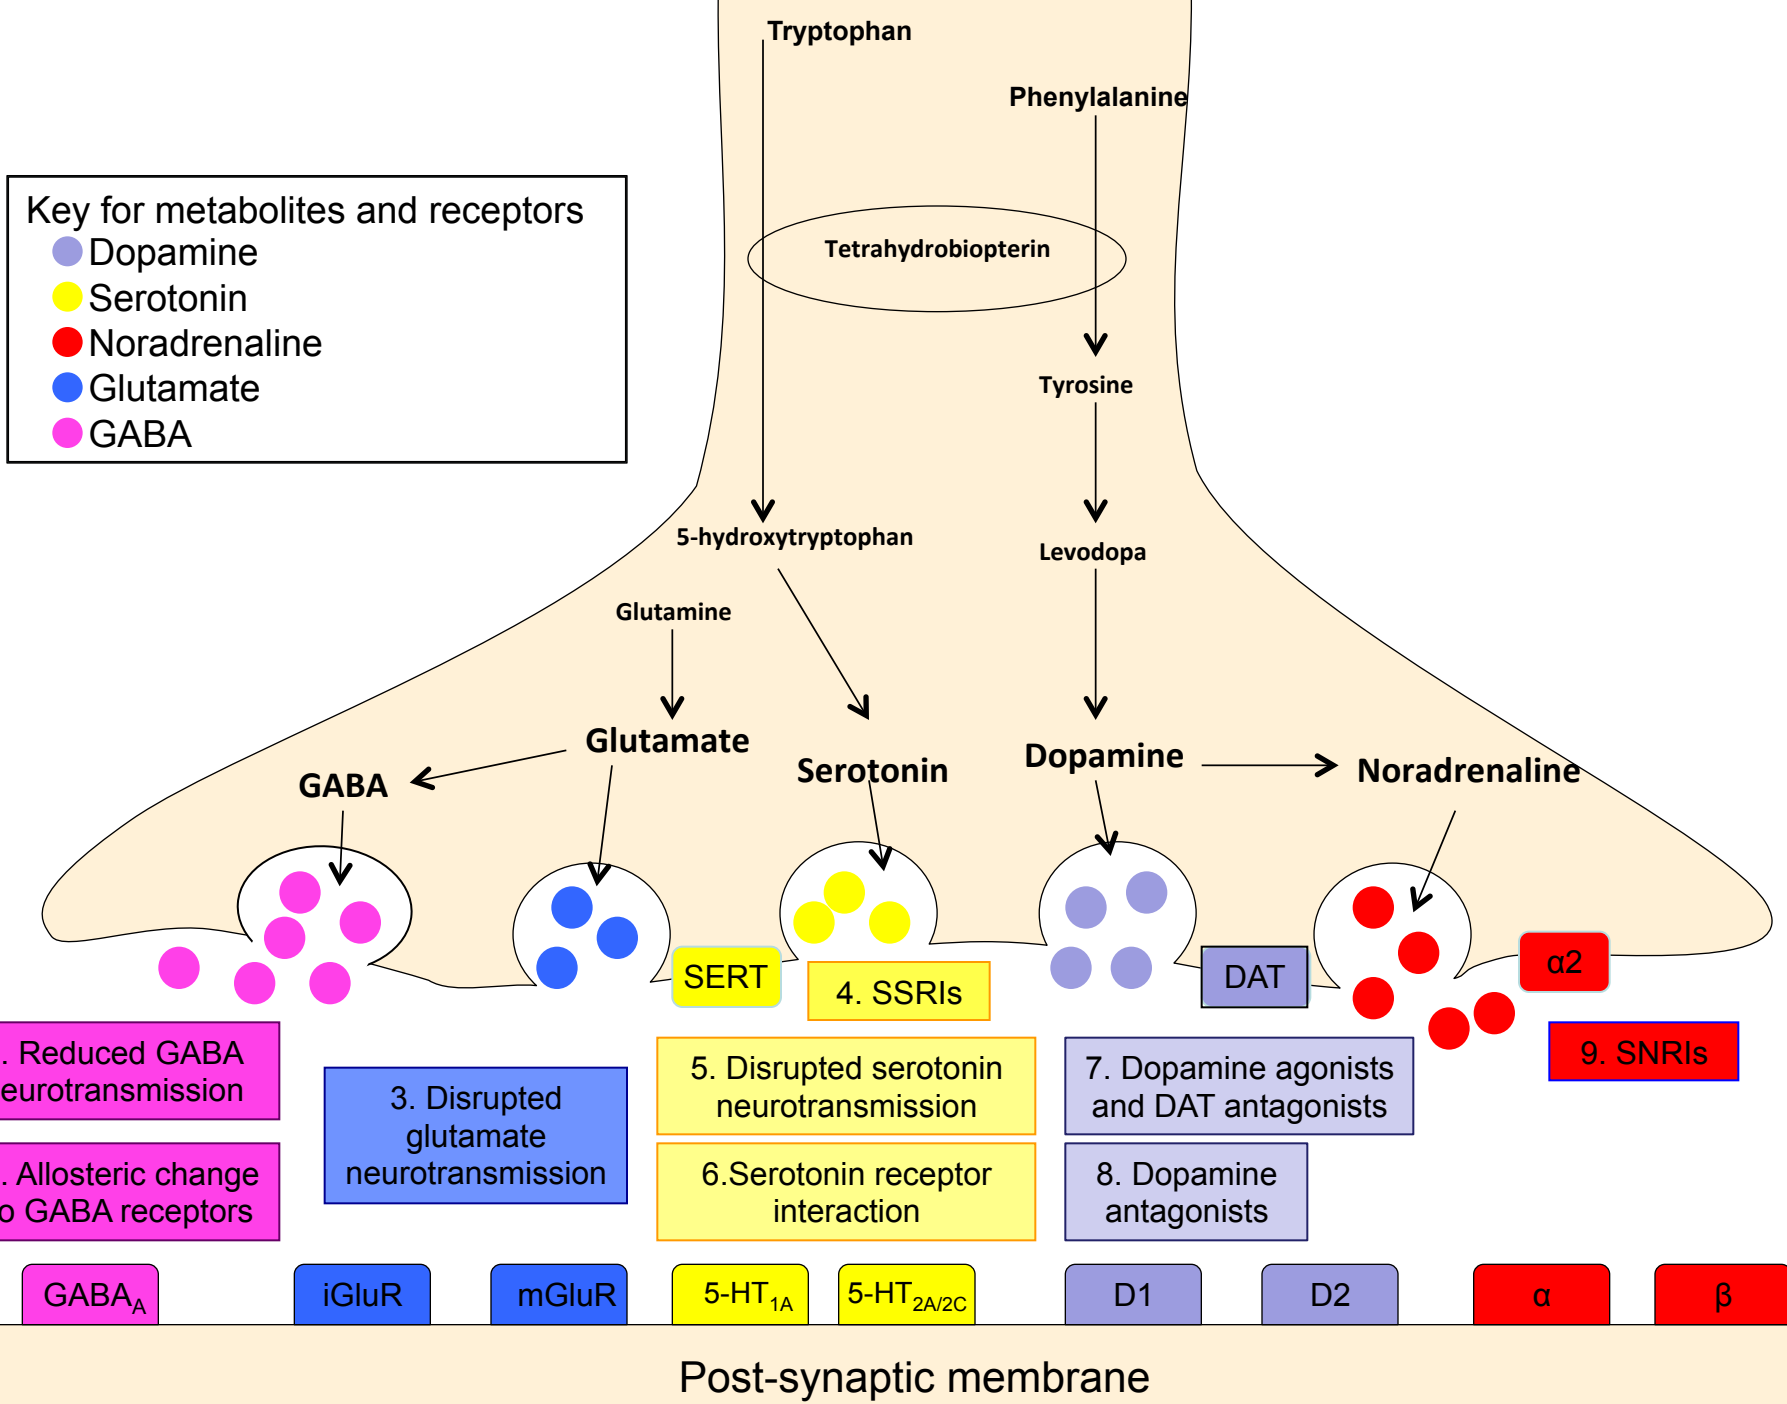 Tryptophan
Phenylalanine
Key for metabolites and receptors
Dopamine
Serotonin
Noradrenaline
Glutamate
GABA
Tetrahydrobiopterin
Tyrosine
5-hydroxytryptophan
Levodopa
Glutamine
Glutamate
GABA
Serotonin
Dopamine
Noradrenaline
SERT
4. SSRIs
DAT
α2
. Reduced GABA
eurotransmission
3. Disrupted
glutamate
neurotransmission
5. Disrupted serotonin
neurotransmission
7. Dopamine agonists
and DAT antagonists
9. SNRIs
. Allosteric change
o GABA receptors
6.Serotonin receptor
interaction
8. Dopamine
antagonists
GABAA
iGluR
mGluR
5-HT1A
5-HT2A/2C
D1
D2
α
β
Post-synaptic membrane